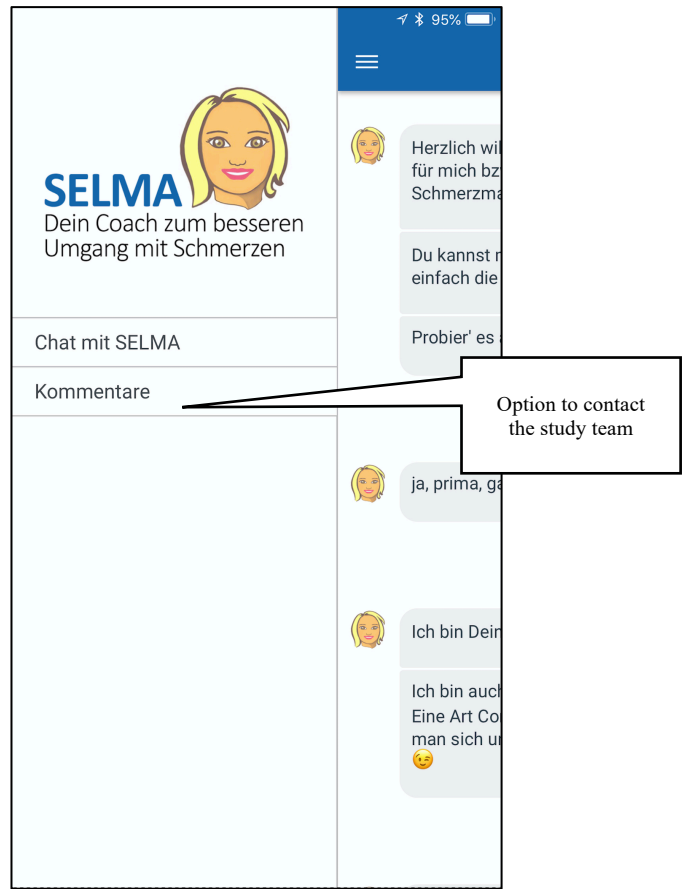 95%
SELMA
Dein Coach zum besseren
Umgang mit Schmerzen
Chat mit SELMA
Kommentare
Herzlich wil
für mich bz
Schmerzma
Du kannst
einfach die
Probier' es
Option to contact
the study team
ja, prima, ga
Ich bin Dein
Ich bin auch
Eine Art Co
man sich un